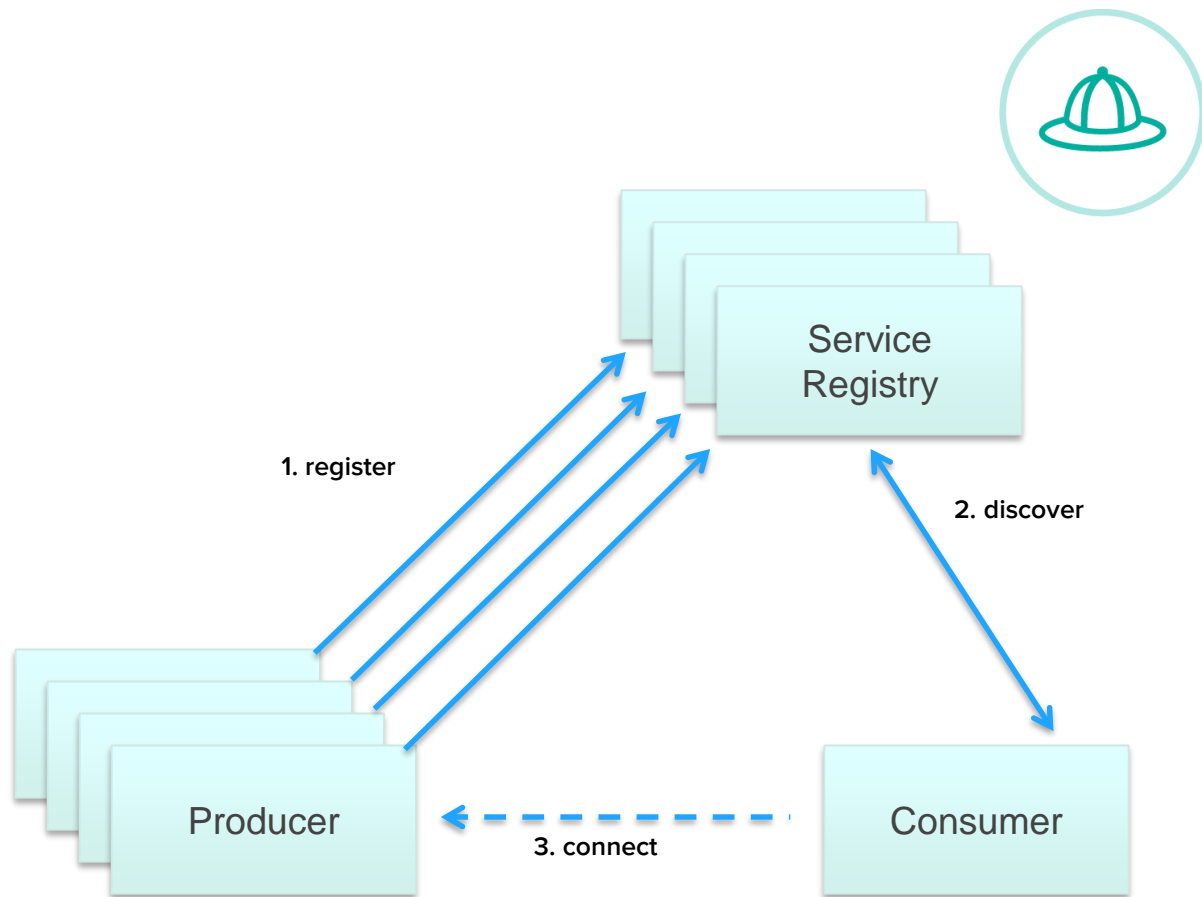 Service
Registry
1. register
2. discover
Producer
3. connect
Consumer